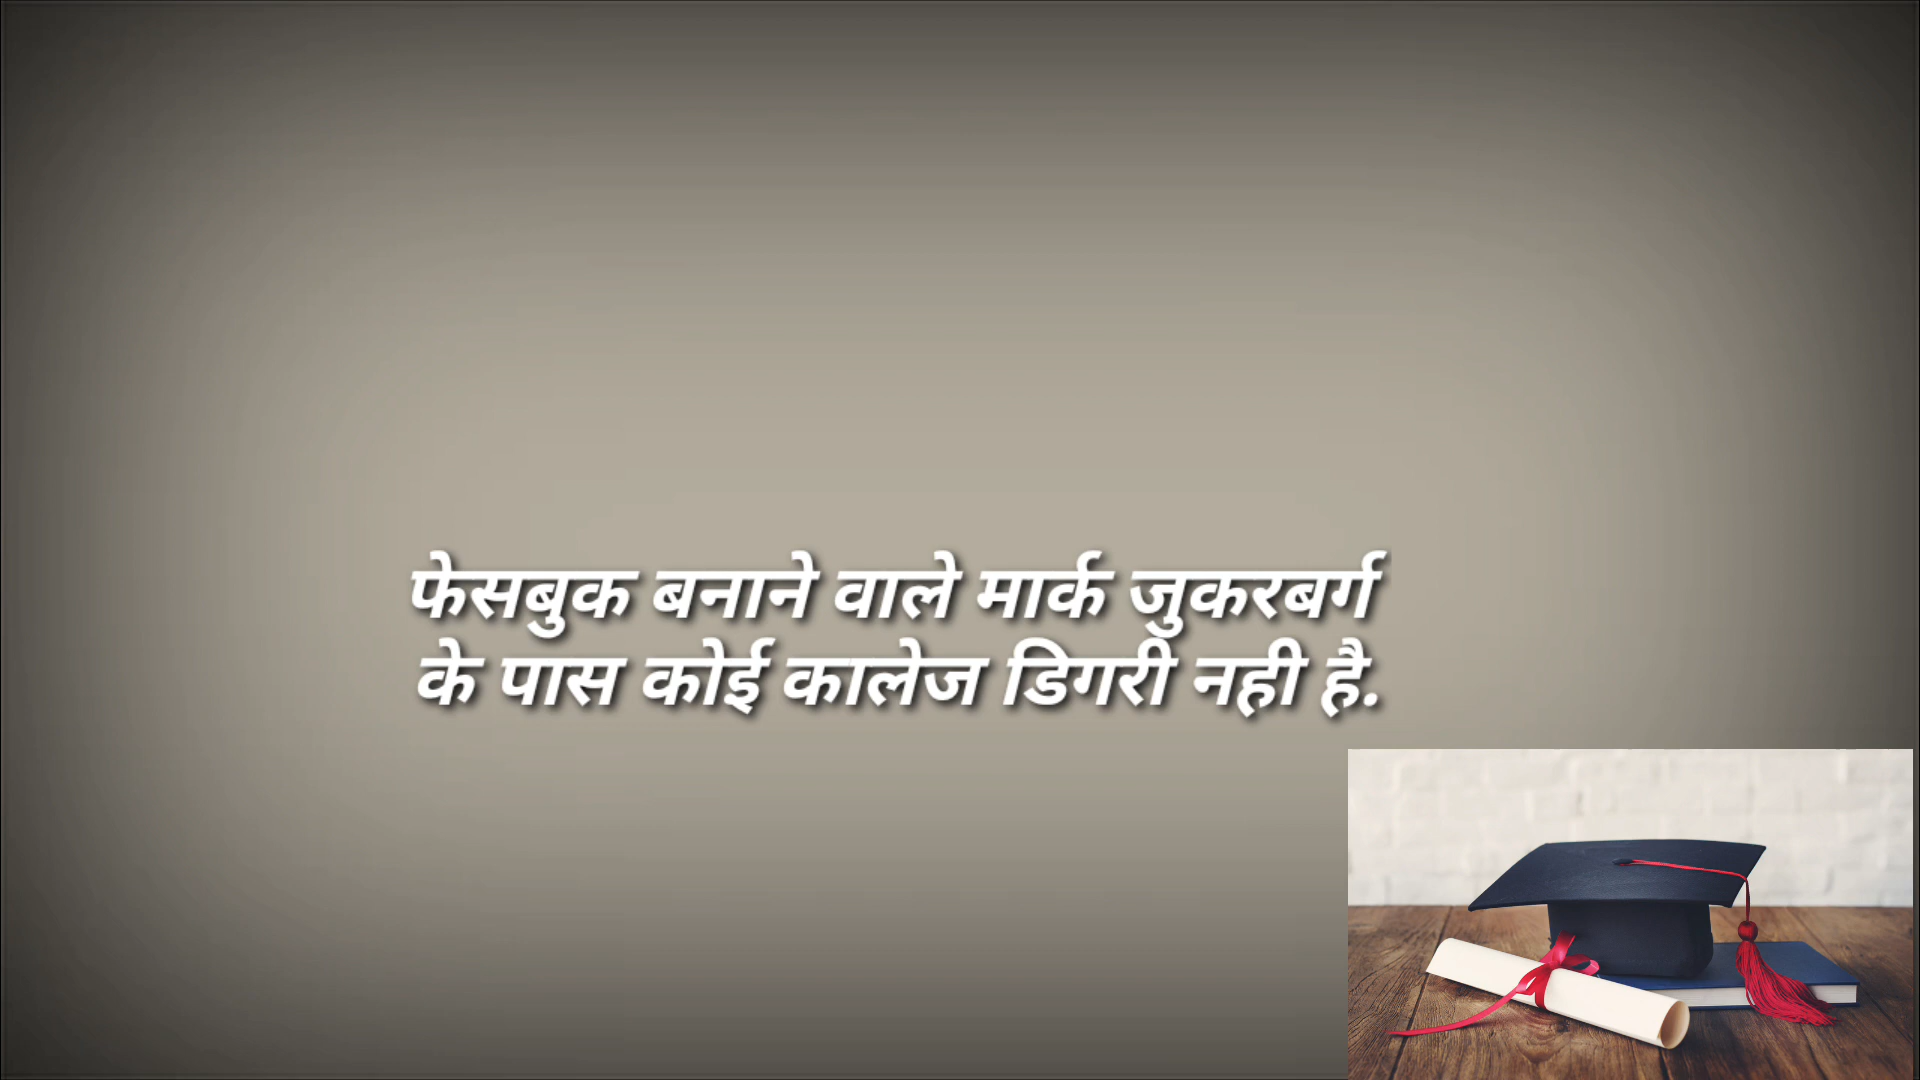 फेसबुक बनाने वाले मार्क जुकरबर्ग
के पास कोई कालेज डिगरी नही है.